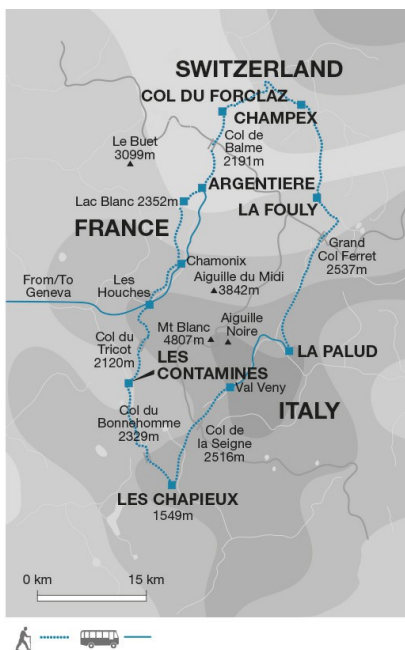 SWITZERLAND
COL DU FORCLAZ
CHAMPEX
Le Buet
3099m
Col de
Balme
2191m
ARGENTIERE
Lac Blanc 2352m
LA FOULY
FRANCE
Grand
Col Ferret
2537m
Chamonix
From/To
Geneva
Les
Houches
Aiguille du Midi
3842m
Col du
Tricot
2120m
Mt Blanc
4807m
Aiguille
Noire
LES
CONTAMINES
LA PALUD
Val Veny
ITALY
Col du
Bonnehomme
2329m
Col de
la Seigne
2516m
LES CHAPIEUX
1549m
0 km
15 km